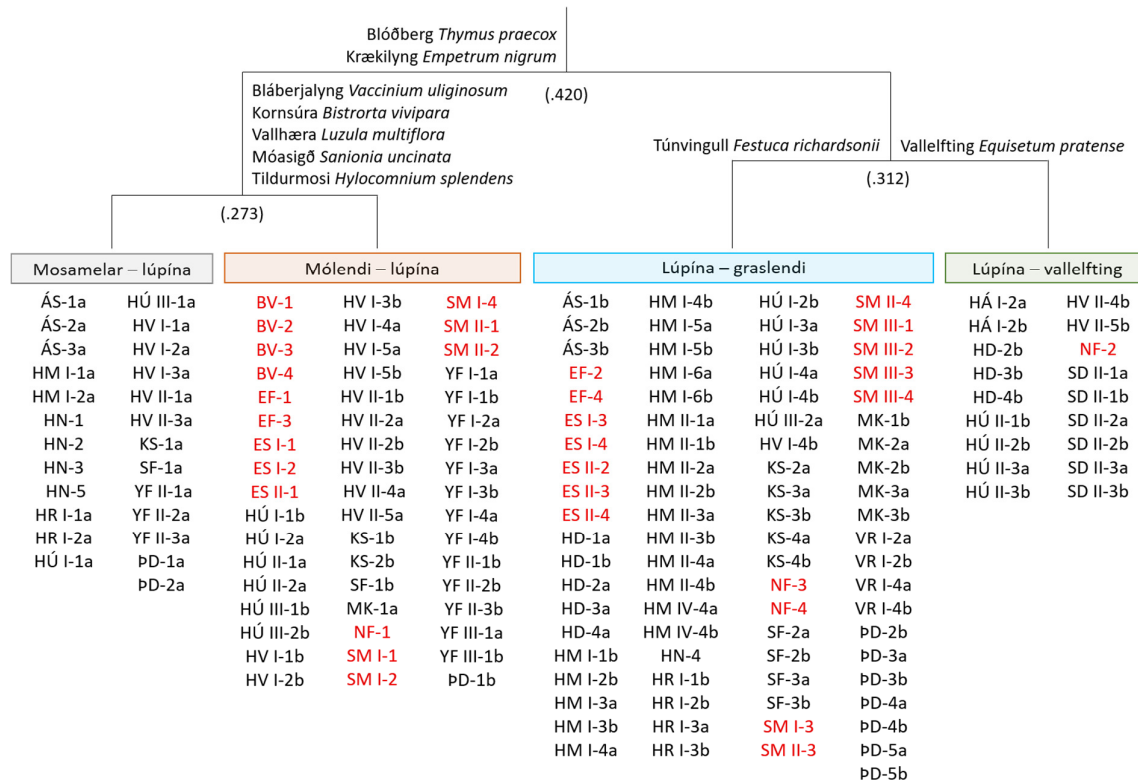 Blóðberg Thymus praecox
Krækilyng Empetrum nigrum
(.420)
Bláberjalyng Vaccinium uliginosum
Kornsúra Bistrorta vivipara
Vallhæra Luzula multiflora
Móasigð Sanionia uncinata
Tildurmosi Hylocomnium splendens
(.273)
Túnvingull Festuca richardsonii
Vallelfting Equisetum pratense
(.312)
Mosamelar – lúpína
ÁS-1a
ÁS-2a
ÁS-3a
HM I-1a
HM I-2a
HN-1
HN-2
HN-3
HN-5
HR I-1a
HR I-2a
HÚ I-1a
HÚ III-1a
HV I-1a
HV I-2a
HV I-3a
HV II-1a
HV II-3a
KS-1a
SF-1a
YF II-1a
YF II-2a
YF II-3a
ÞD-1a
ÞD-2a
Mólendi – lúpína
BV-1
BV-2
BV-3
BV-4
EF-1
EF-3
ES I-1
ES I-2
ES II-1
HÚ I-1b
HÚ I-2a
HÚ II-1a
HÚ II-2a
HÚ III-1b
HÚ III-2b
HV I-1b
HV I-2b
HV I-3b
HV I-4a
HV I-5a
HV I-5b
HV II-1b
HV II-2a
HV II-2b
HV II-3b
HV II-4a
HV II-5a
KS-1b
KS-2b
SF-1b
MK-1a
NF-1
SM I-1
SM I-2
SM I-4
SM II-1
SM II-2
YF I-1a
YF I-1b
YF I-2a
YF I-2b
YF I-3a
YF I-3b
YF I-4a
YF I-4b
YF II-1b
YF II-2b
YF II-3b
YF III-1a
YF III-1b
ÞD-1b
Lúpína – graslendi
ÁS-1b
ÁS-2b
ÁS-3b
EF-2
EF-4
ES I-3
ES I-4
ES II-2
ES II-3
ES II-4
HD-1a
HD-1b
HD-2a
HD-3a
HD-4a
HM I-1b
HM I-2b
HM I-3a
HM I-3b
HM I-4a
HM I-4b
HM I-5a
HM I-5b
HM I-6a
HM I-6b
HM II-1a
HM II-1b
HM II-2a
HM II-2b
HM II-3a
HM II-3b
HM II-4a
HM II-4b
HM IV-4a
HM IV-4b
HN-4
HR I-1b
HR I-2b
HR I-3a
HR I-3b
HÚ I-2b
HÚ I-3a
HÚ I-3b
HÚ I-4a
HÚ I-4b
HÚ III-2a
HV I-4b
KS-2a
KS-3a
KS-3b
KS-4a
KS-4b
NF-3
NF-4
SF-2a
SF-2b
SF-3a
SF-3b
SM I-3
SM II-3
SM II-4
SM III-1
SM III-2
SM III-3
SM III-4
MK-1b
MK-2a
MK-2b
MK-3a
MK-3b
VR I-2a
VR I-2b
VR I-4a
VR I-4b
ÞD-2b
ÞD-3a
ÞD-3b
ÞD-4a
ÞD-4b
ÞD-5a
ÞD-5b
Lúpína – vallelfting
HÁ I-2a
HÁ I-2b
HD-2b
HD-3b
HD-4b
HÚ II-1b
HÚ II-2b
HÚ II-3a
HÚ II-3b
HV II-4b
HV II-5b
NF-2
SD II-1a
SD II-1b
SD II-2a
SD II-2b
SD II-3a
SD II-3b